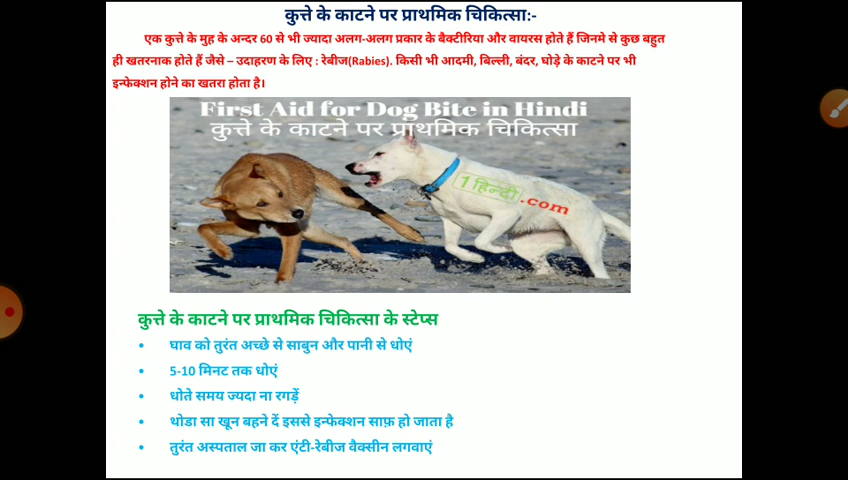 कुत्ते के काटने पर प्राथमिक चिकित्सा:-
एक कुत्ते के मुह के अन्दर 60 से भी ज्यादा अलग-अलग प्रकार के बैक्टीरिया और वायरस होते हैं जिनमे से कुछ बहुत
ही खतरनाक होते हैं जैसे – उदाहरण के लिए : रेबीज(Rabies). किसी भी आदमी, बिल्ली, बंदर, घोड़े के काटने पर भी
इन्फेक्शन होने का खतरा होता है।
First Aid for Dog Bite in Hindi
कुत्ते के काटने पर प्राथमिक चिकित्सा
1हिन्दी.com
कुत्ते के काटने पर प्राथमिक चिकित्सा के स्टेप्स
• घाव को तुरंत अच्छे से साबुन और पानी से धोएं
• 5-10 मिनट तक धोएं
• धोते समय ज्यदा ना रगड़ें
• थोडा सा खून बहने दें इससे इन्फेक्शन साफ़ हो जाता है
• तुरंत अस्पताल जा कर एंटी-रेबीज वैक्सीन लगवाएं